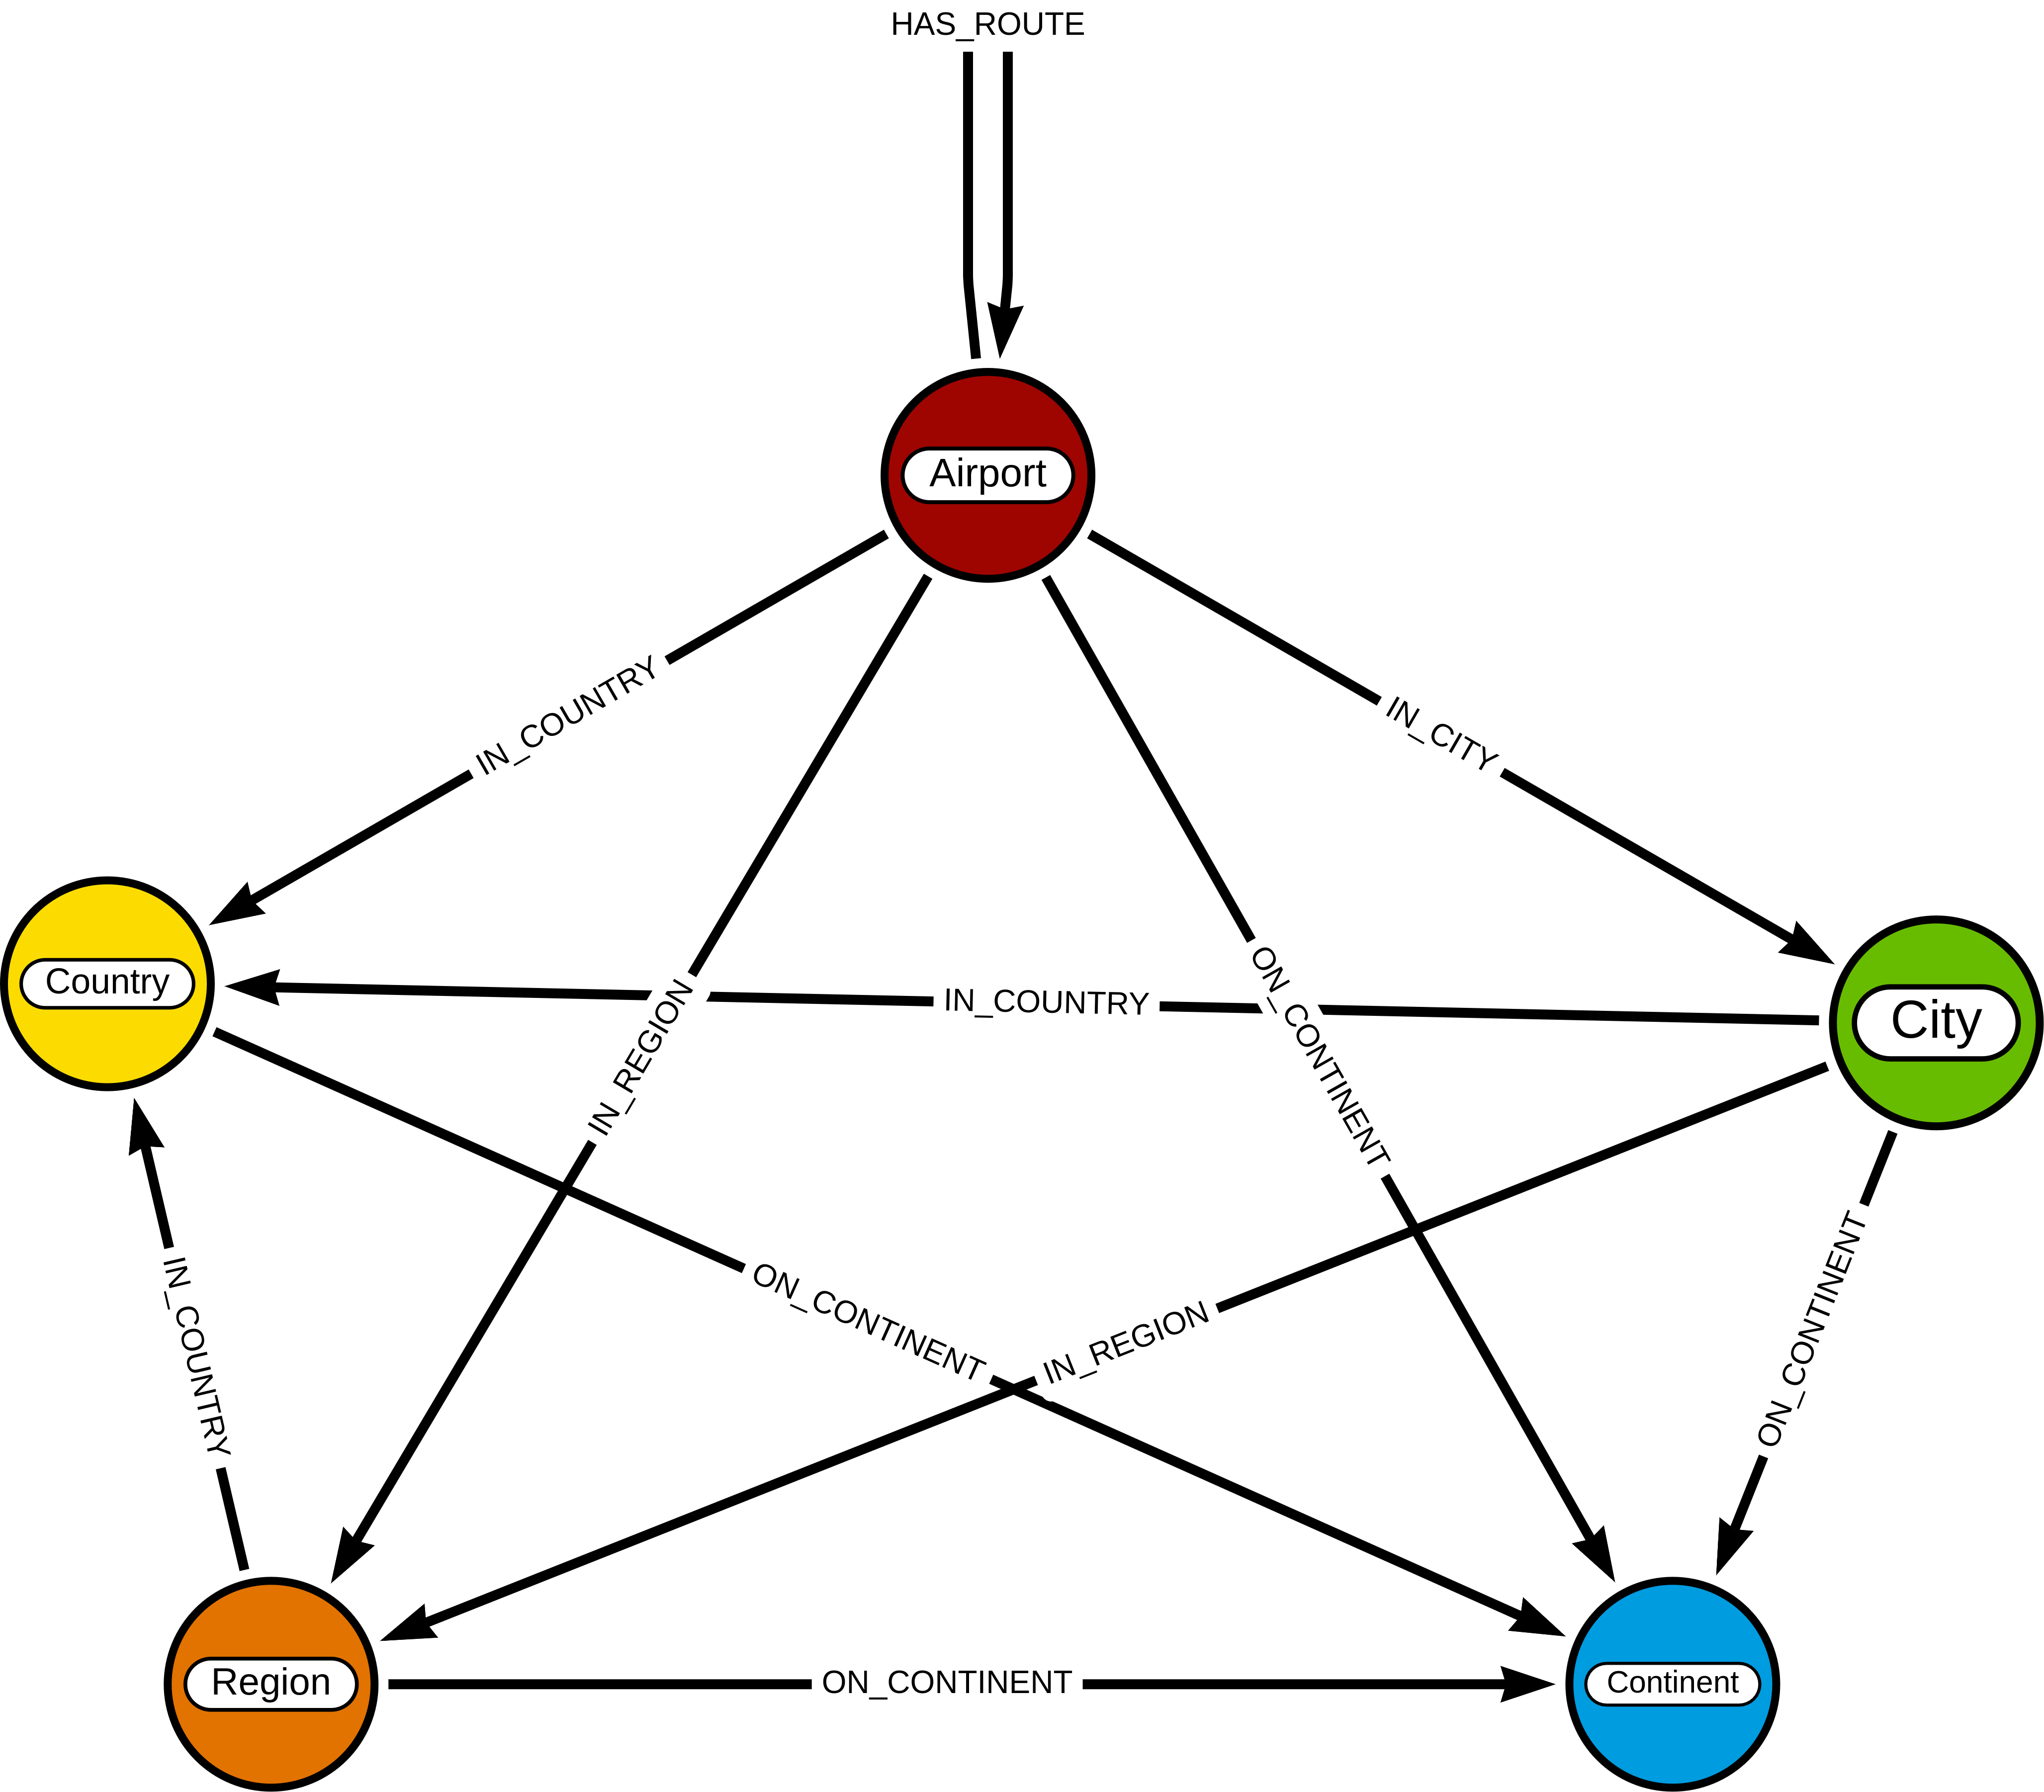 HAS_ROUTE
Airport
IN_COUNTRY
IN_CITY
Country
IN_REGION
IN_COUNTRY
ON_CONTINENT
City
IN_COUNTRY
ON_CONTINENT
IN_REGION
ON_CONTINENT
Region
ON_CONTINENT
Continent